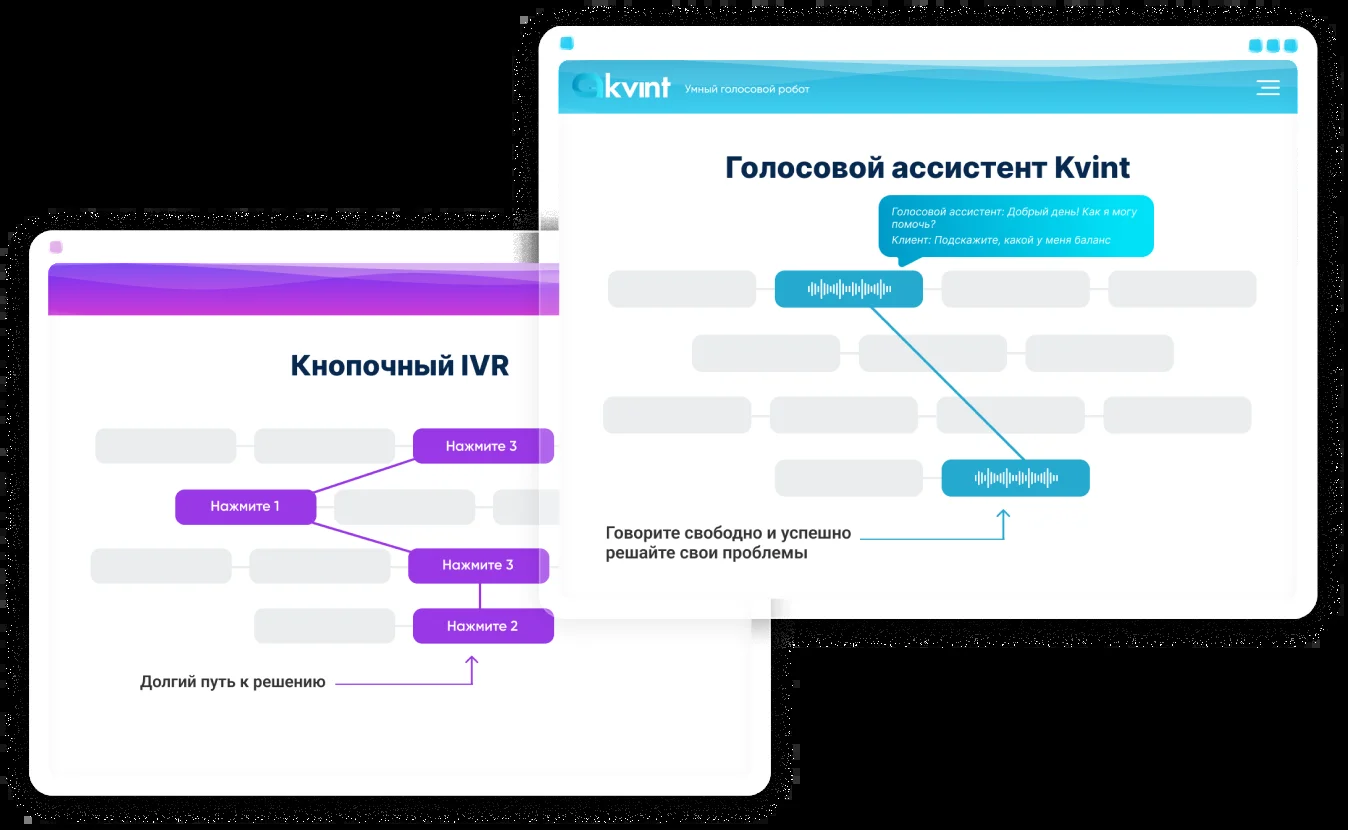 kvint
Умный голосовой робот
Голосовой ассистент Kvint
Голосовой ассистент: Добрый день! Как я могу
помочь?
Клиент: Подскажите, какой у меня баланс
Говорите свободно и успешно
решайте свои проблемы
Кнопочный IVR
Нажмите 3
Нажмите 1
Нажмите 3
Нажмите 2
Долгий путь к решению